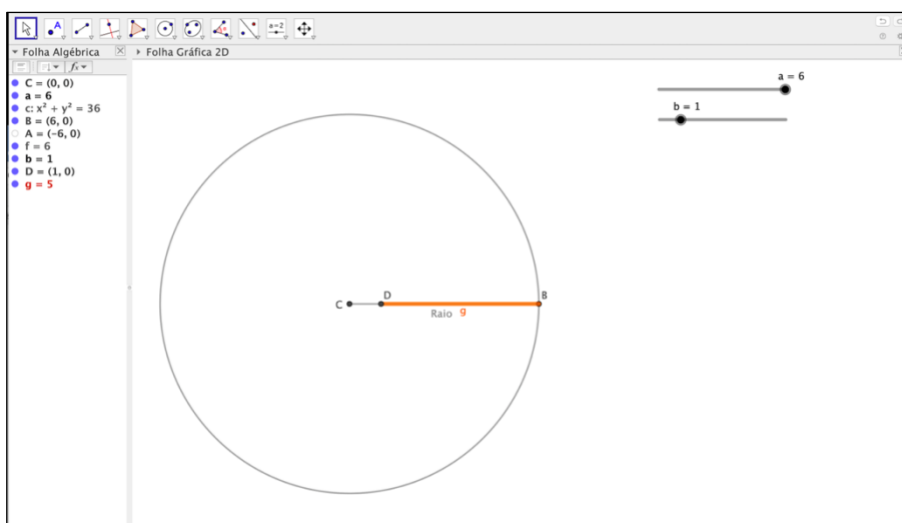 A
a=2
Folha Algébrica
Folha Gráfica 2D
C = (0, 0)
a = 6
c: x² + y² = 36
B = (6, 0)
A = (-6, 0)
f = 6
b = 1
D = (1, 0)
g = 5
a = 6
b = 1
C
D
B
Raio g